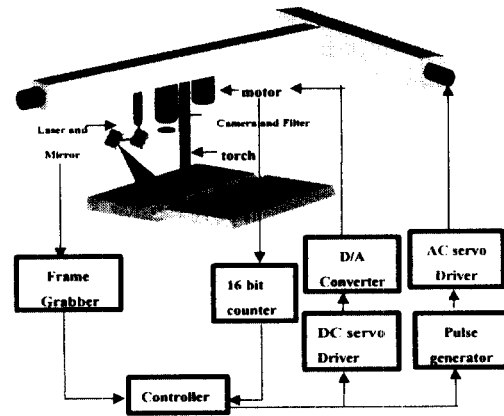 motor
Laser and
Mirror
Camera and Filter
torch
Frame
Grabber
16 bit
counter
D/A
Converter
AC servo
Driver
DC servo
Driver
Pulse
generator
Controller